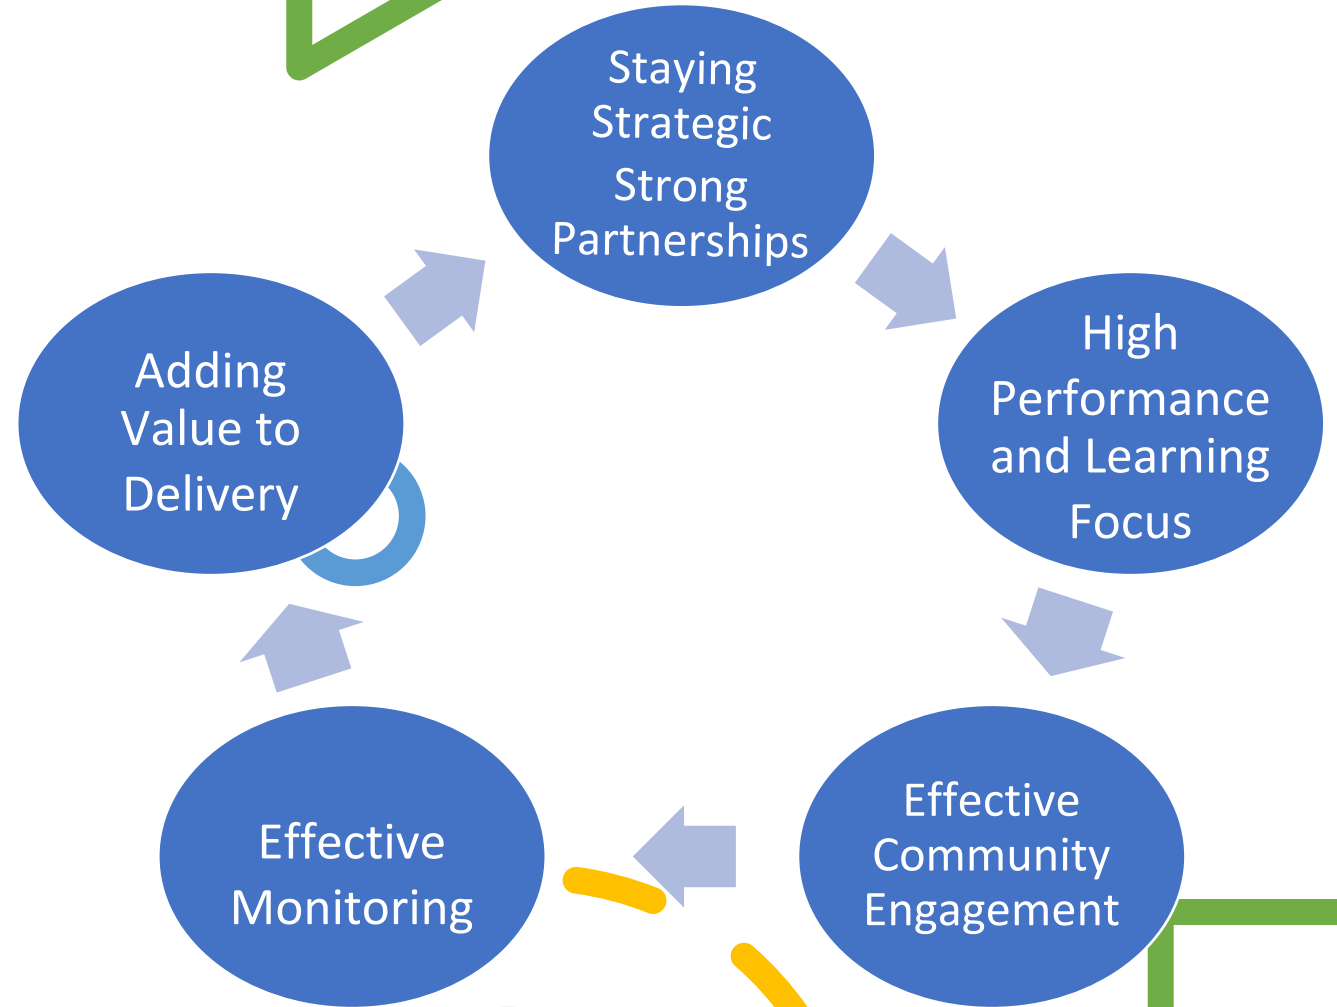 Staying
Strategic
Strong
Partnerships
High
Performance
and Learning
Focus
Effective
Community
Engagement
Effective
Monitoring
Adding
Value to
Delivery